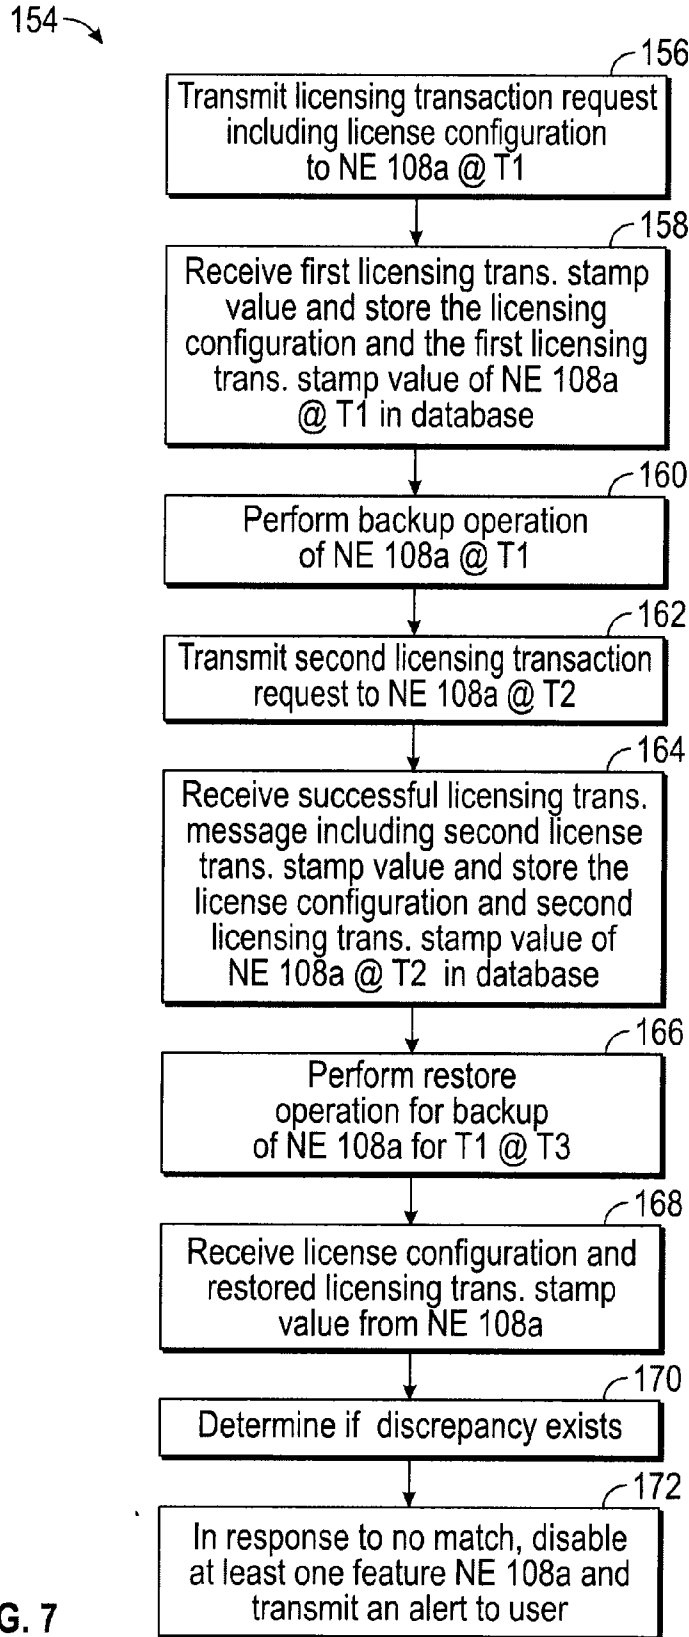 154
156
Transmit licensing transaction request
including license configuration
to NE 108a @ T1
158
Receive first licensing trans. stamp
value and store the licensing
configuration and the first licensing
trans. stamp value of NE 108a
@ T1 in database
160
Perform backup operation
of NE 108a @ T1
162
Transmit second licensing transaction
request to NE 108a @ T2
164
Receive successful licensing trans.
message including second license
trans. stamp value and store the
license configuration and second
licensing trans. stamp value of
NE 108a @ T2 in database
166
Perform restore
operation for backup
of NE 108a for T1 @ T3
168
Receive license configuration and
restored licensing trans. stamp
value from NE 108a
170
Determine if discrepancy exists
172
In response to no match, disable
at least one feature NE 108a and
transmit an alert to user
G. 7